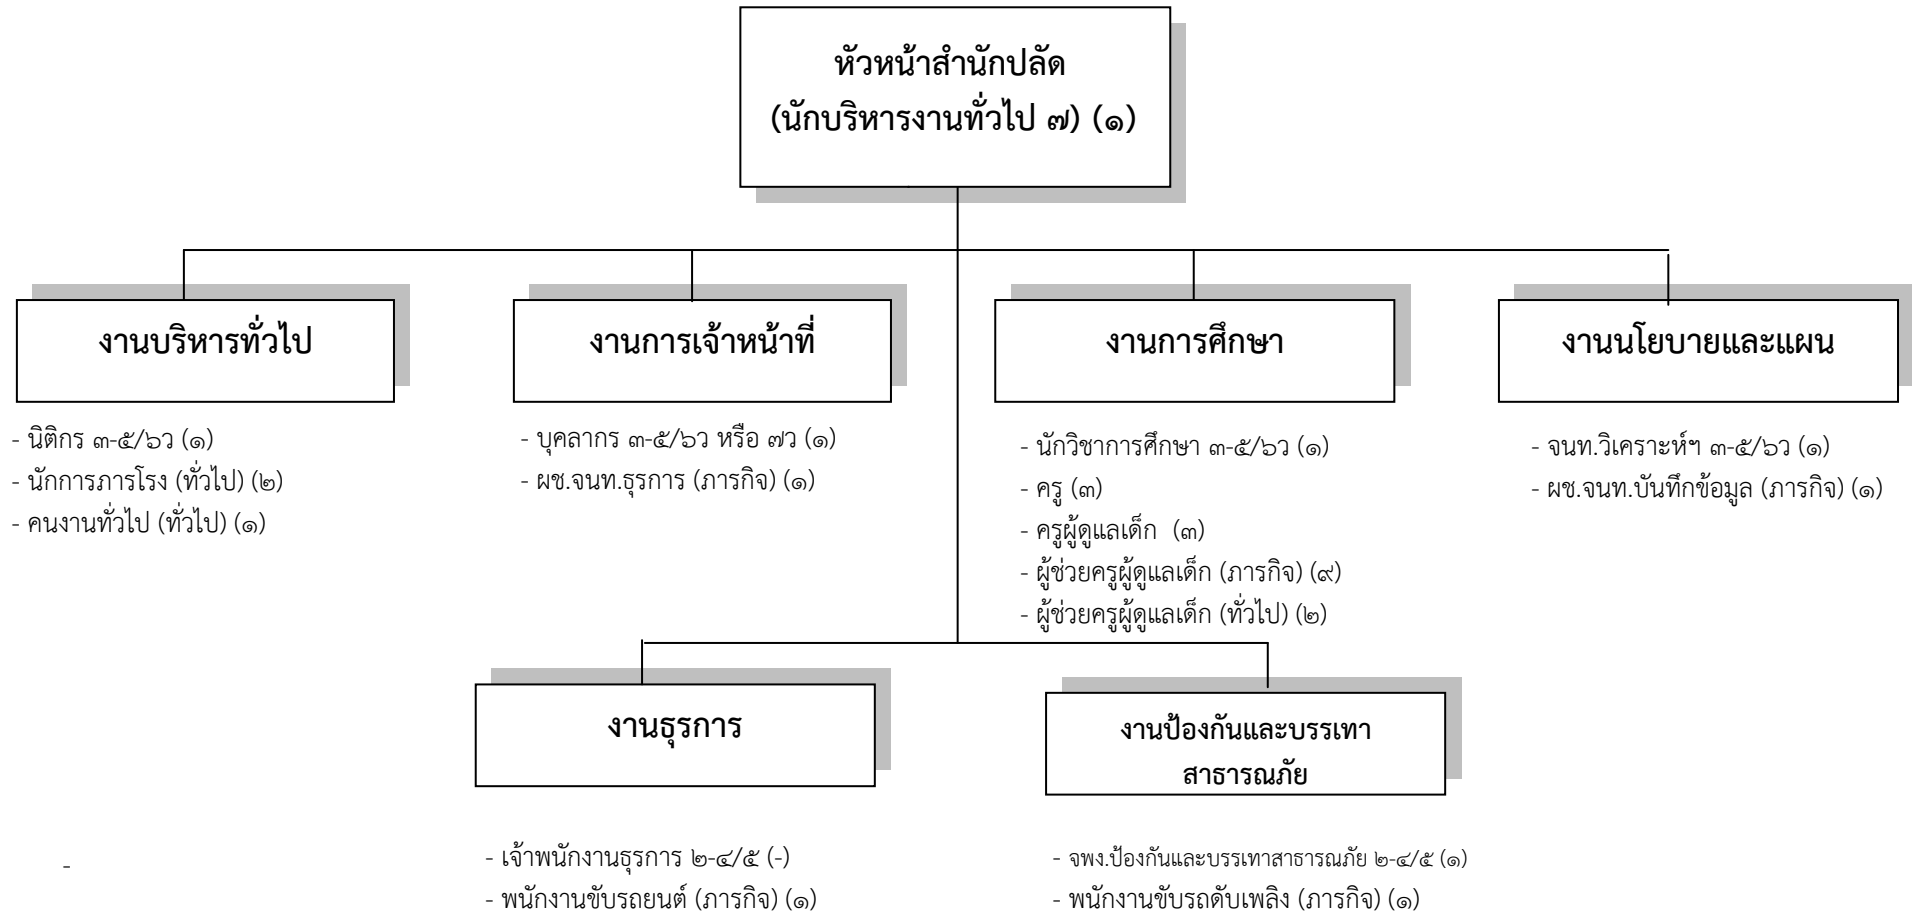 หัวหน้าสำนักปลัด
(นักบริหารงานทั่วไป ๗) (๑)
งานบริหารทั่วไป
- นิติกร ๓-๕/๖ว (๑)
- นักการภารโรง (ทั่วไป) (๒)
- คนงานทั่วไป (ทั่วไป) (๑)
งานการเจ้าหน้าที่
- บุคลากร ๓-๕/๖ว หรือ ๗ว (๑)
- ผช.จนท.ธุรการ (ภารกิจ) (๑)
งานการศึกษา
- นักวิชาการศึกษา ๓-๕/๖ว (๑)
- ครู (๓)
- ครูผู้ดูแลเด็ก (๓)
- ผู้ช่วยครูผู้ดูแลเด็ก (ภารกิจ) (๙)
- ผู้ช่วยครูผู้ดูแลเด็ก (ทั่วไป) (๒)
งานนโยบายและแผน
- จนท.วิเคราะห์ฯ ๓-๕/๖ว (๑)
- ผช.จนท.บันทึกข้อมูล (ภารกิจ) (๑)
-
งานธุรการ
- เจ้าพนักงานธุรการ ๒-๔/๕ (-)
- พนักงานขับรถยนต์ (ภารกิจ) (๑)
งานป้องกันและบรรเทา
สาธารณภัย
- จพง.ป้องกันและบรรเทาสาธารณภัย ๒-๔/๕ (๑)
- พนักงานขับรถดับเพลิง (ภารกิจ) (๑)